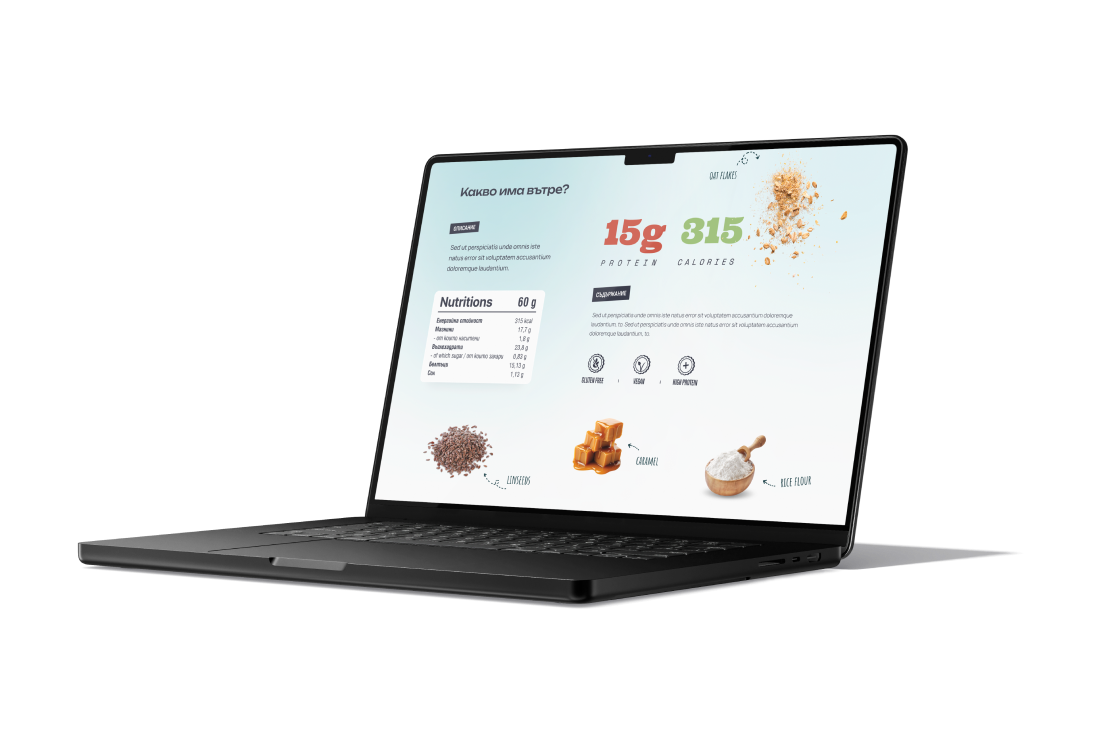 Какво има вътре?
ОПИСАНИЕ
Sed ut perspiciatis unde omnis iste
natus error sit voluptatem accusantium
doloremque laudantium.
Nutritions 60 g
Енергийна стойност 315 kcal
Мазнини 17,7 g
- от които наситени 1,8 g
Въглехидрати 23,8 g
- of which sugar / от които захари 0,83 g
Белтъци 15,13 g
Сол 1,13 g
OAT FLAKES
15g 315
PROTEIN CALORIES
СЪДЪРЖАНИЕ
Sed ut perspiciatis unde omnis iste natus error sit voluptatem accusantium doloremque
laudantium, to. Sed ut perspiciatis unde omnis iste natus error sit voluptatem accusantium
doloremque laudantium, to.
GLUTEN FREE
VEGAN
HIGH PROTEIN
LINSEEDS
CARAMEL
RICE FLOUR